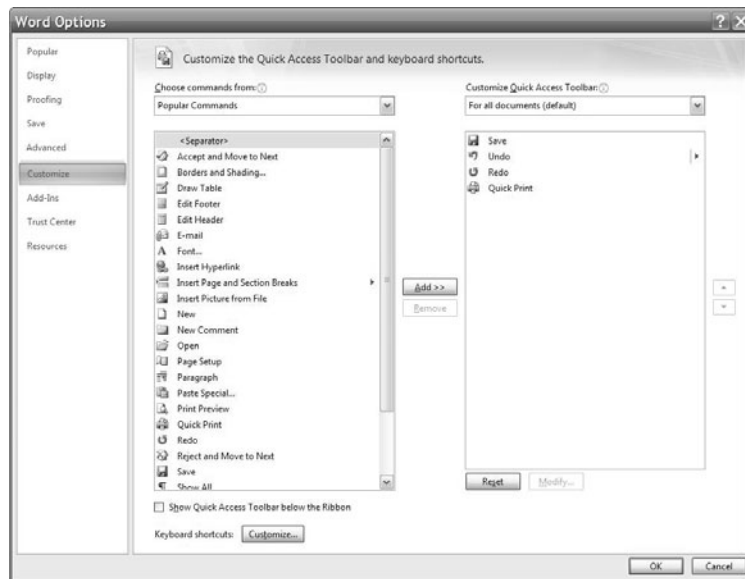 Word Options
Popular
Display
Proofing
Save
Advanced
Customize
Add-Ins
Trust Center
Resources
Customize the Quick Access Toolbar and keyboard shortcuts.
Choose commands from:
Popular Commands
<Separator>
Accept and Move to Next
Borders and Shading...
Draw Table
Edit Footer
Edit Header
E-mail
Font...
Insert Hyperlink
Insert Page and Section Breaks
Insert Picture from File
New
New Comment
Open
Page Setup
Paragraph
Paste Special...
Print Preview
Quick Print
Redo
Reject and Move to Next
Save
Show All
Add >>
Remove
Customize Quick Access Toolbar:
For all documents (default)
Save
Undo
Redo
Quick Print
Reset
Modify...
Show Quick Access Toolbar below the Ribbon
Keyboard shortcuts:
Customize...
OK
Cancel